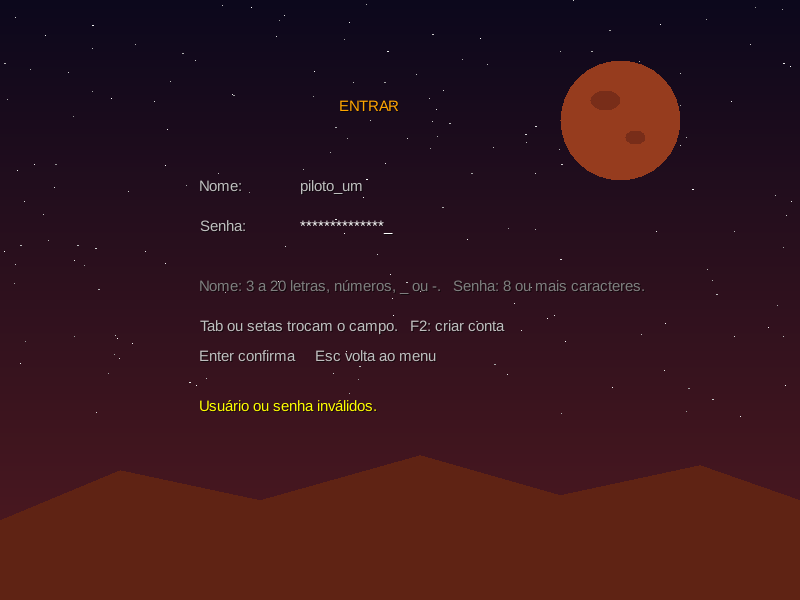 ENTRAR
Nome: piloto_um
Senha: **************_
Nome: 3 a 20 letras, números, _ ou -. Senha: 8 ou mais caracteres.
Tab ou setas trocam o campo. F2: criar conta
Enter confirma Esc volta ao menu
Usuário ou senha inválidos.